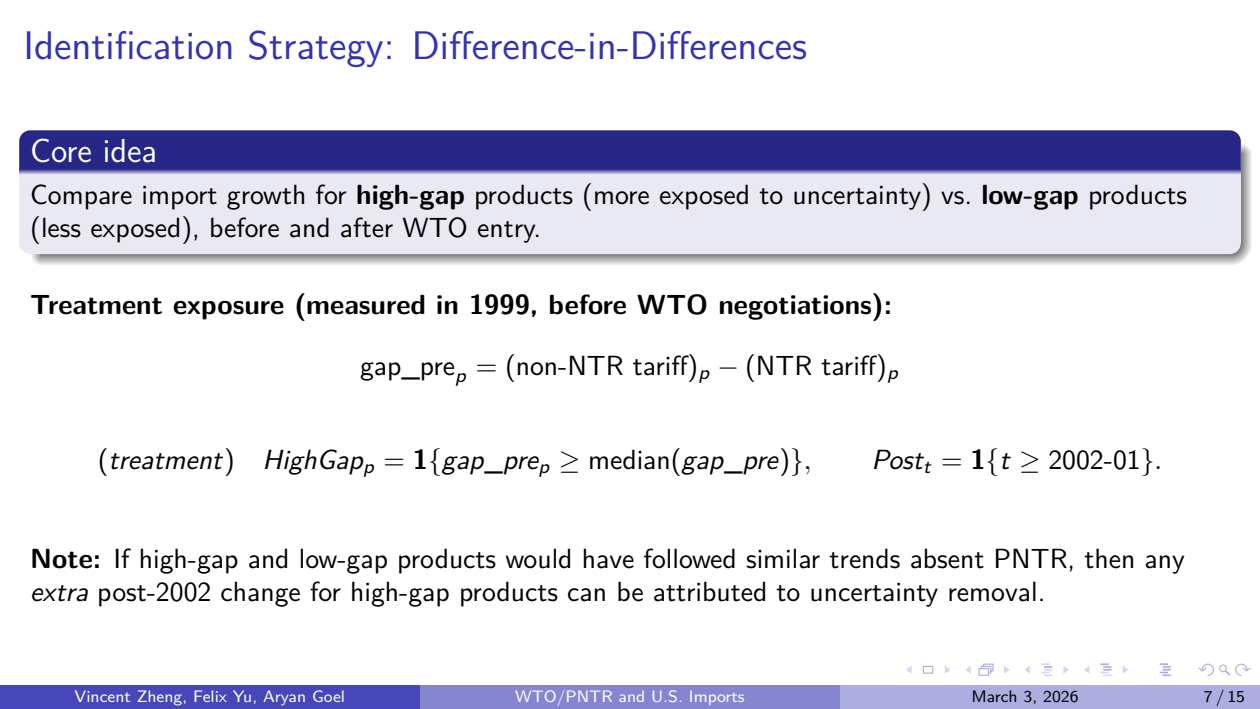 Identification Strategy: Difference-in-Differences
Core idea
Compare import growth for high-gap products (more exposed to uncertainty) vs. low-gap products
(less exposed), before and after WTO entry.
Treatment exposure (measured in 1999, before WTO negotiations):
gap_pre_p = (non-NTR tariff)_p − (NTR tariff)_p
(treatment) HighGap_p = 1{gap_pre_p ≥ median(gap_pre)}, Post_t = 1{t ≥ 2002-01}.
Note: If high-gap and low-gap products would have followed similar trends absent PNTR, then any
extra post-2002 change for high-gap products can be attributed to uncertainty removal.
Vincent Zheng, Felix Yu, Aryan Goel WTO/PNTR and U.S. Imports March 3, 2026 7 / 15